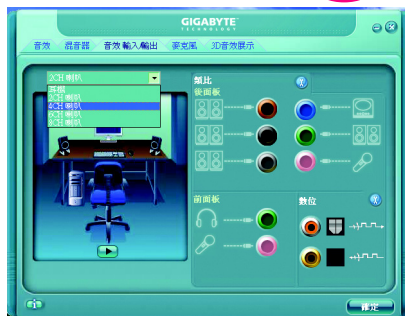 GIGABYTE
TECHNOLOGY
音效 混音器 音效輸入/輸出 麥克風 3D音效展示
2CH 喇叭
耳機
2CH 喇叭
4CH 喇叭
6CH 喇叭
8CH 喇叭
類比
後面板
前面板
數位
確定